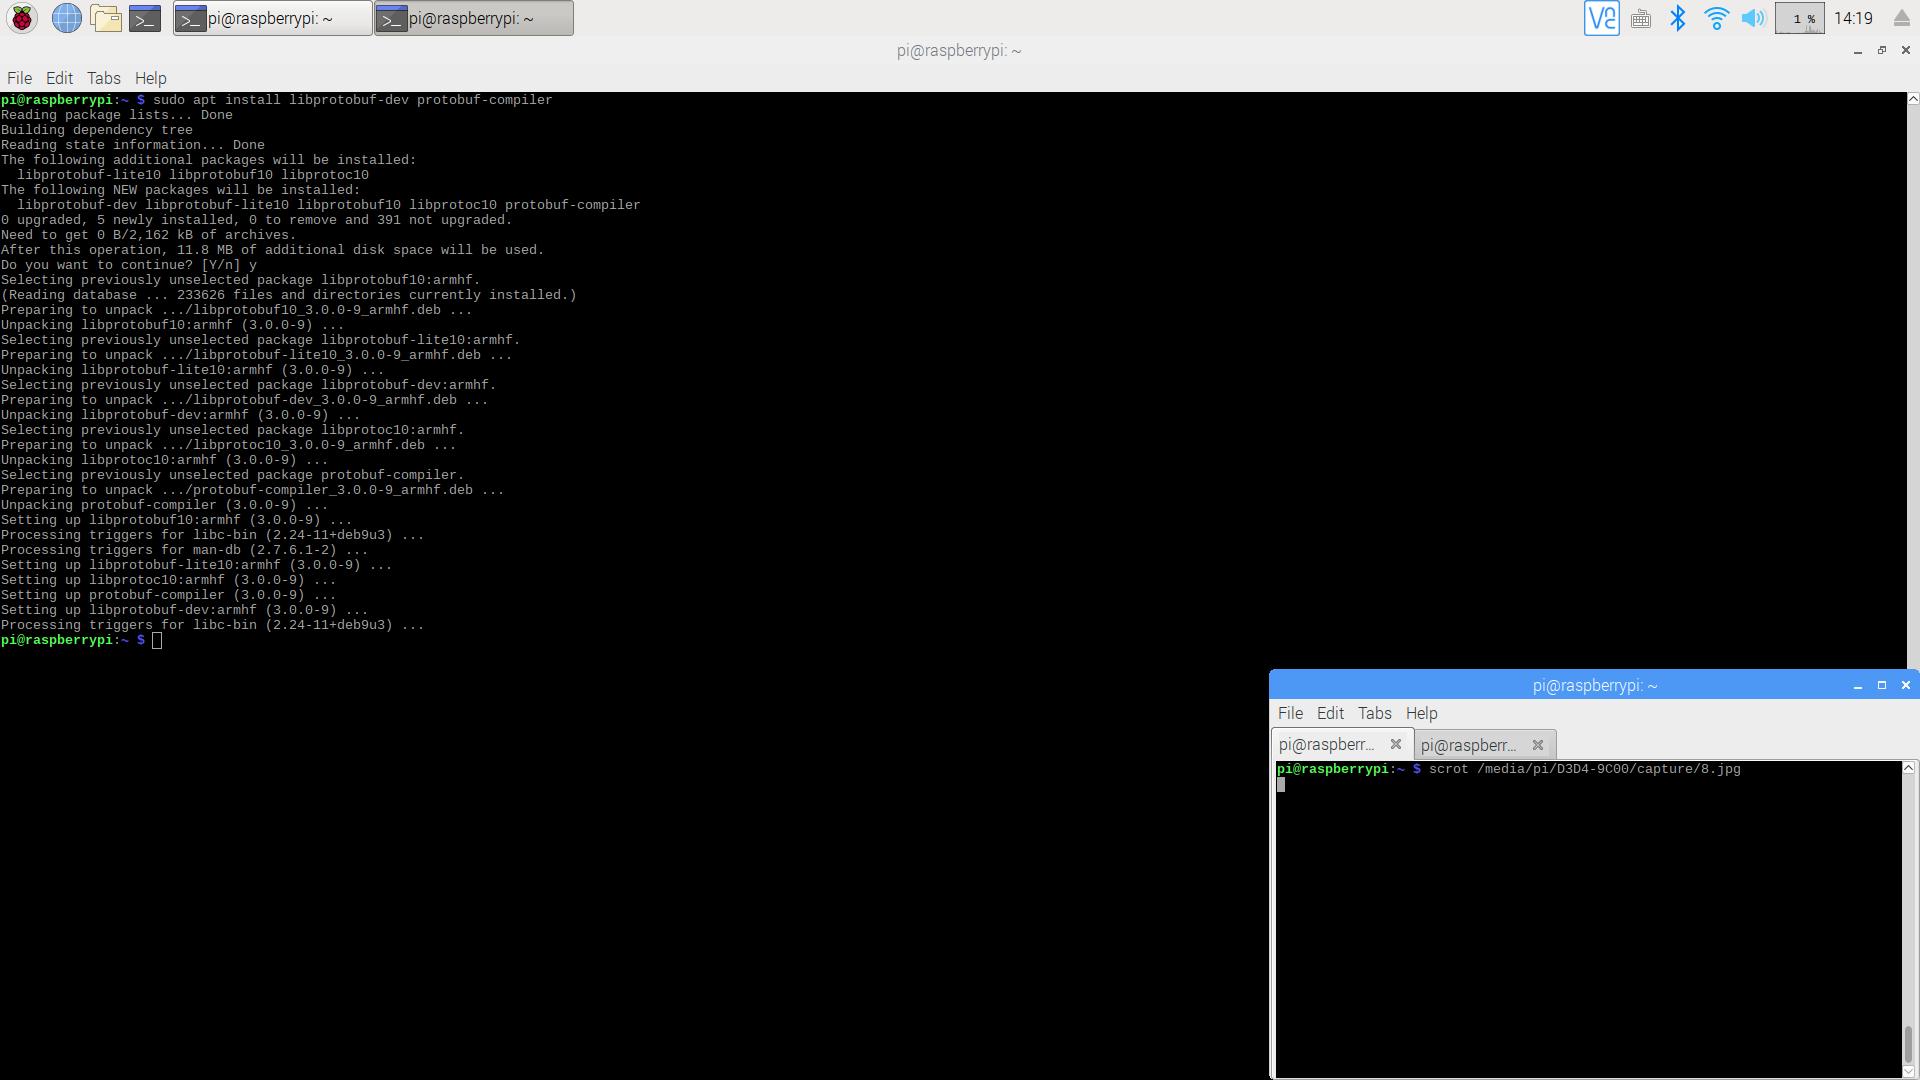 pi@raspberrypi: ~
pi@raspberrypi: ~
1 %
14:19
pi@raspberrypi: ~
File Edit Tabs Help
pi@raspberrypi:~ $ sudo apt install libprotobuf-dev protobuf-compiler
Reading package lists... Done
Building dependency tree
Reading state information... Done
The following additional packages will be installed:
  libprotobuf-lite10 libprotobuf10 libprotoc10
The following NEW packages will be installed:
  libprotobuf-dev libprotobuf-lite10 libprotobuf10 libprotoc10 protobuf-compiler
0 upgraded, 5 newly installed, 0 to remove and 391 not upgraded.
Need to get 0 B/2,162 kB of archives.
After this operation, 11.8 MB of additional disk space will be used.
Do you want to continue? [Y/n] y
Selecting previously unselected package libprotobuf10:armhf.
(Reading database ... 233626 files and directories currently installed.)
Preparing to unpack .../libprotobuf10_3.0.0-9_armhf.deb ...
Unpacking libprotobuf10:armhf (3.0.0-9) ...
Selecting previously unselected package libprotobuf-lite10:armhf.
Preparing to unpack .../libprotobuf-lite10_3.0.0-9_armhf.deb ...
Unpacking libprotobuf-lite10:armhf (3.0.0-9) ...
Selecting previously unselected package libprotobuf-dev:armhf.
Preparing to unpack .../libprotobuf-dev_3.0.0-9_armhf.deb ...
Unpacking libprotobuf-dev:armhf (3.0.0-9) ...
Selecting previously unselected package libprotoc10:armhf.
Preparing to unpack .../libprotoc10_3.0.0-9_armhf.deb ...
Unpacking libprotoc10:armhf (3.0.0-9) ...
Selecting previously unselected package protobuf-compiler.
Preparing to unpack .../protobuf-compiler_3.0.0-9_armhf.deb ...
Unpacking protobuf-compiler (3.0.0-9) ...
Setting up libprotobuf10:armhf (3.0.0-9) ...
Processing triggers for libc-bin (2.24-11+deb9u3) ...
Processing triggers for man-db (2.7.6.1-2) ...
Setting up libprotobuf-lite10:armhf (3.0.0-9) ...
Setting up libprotoc10:armhf (3.0.0-9) ...
Setting up protobuf-compiler (3.0.0-9) ...
Setting up libprotobuf-dev:armhf (3.0.0-9) ...
Processing triggers for libc-bin (2.24-11+deb9u3) ...
pi@raspberrypi:~ $
pi@raspberrypi: ~
File Edit Tabs Help
pi@raspberr... pi@raspberr...
pi@raspberrypi:~ $ scrot /media/pi/D3D4-9C00/capture/8.jpg